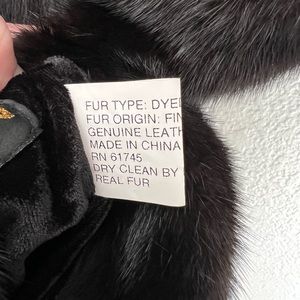 FUR TYPE: DYE
FUR ORIGIN: FIN
GENUINE LEATH
MADE IN CHINA
RN 61745
DRY CLEAN BY
REAL FUR